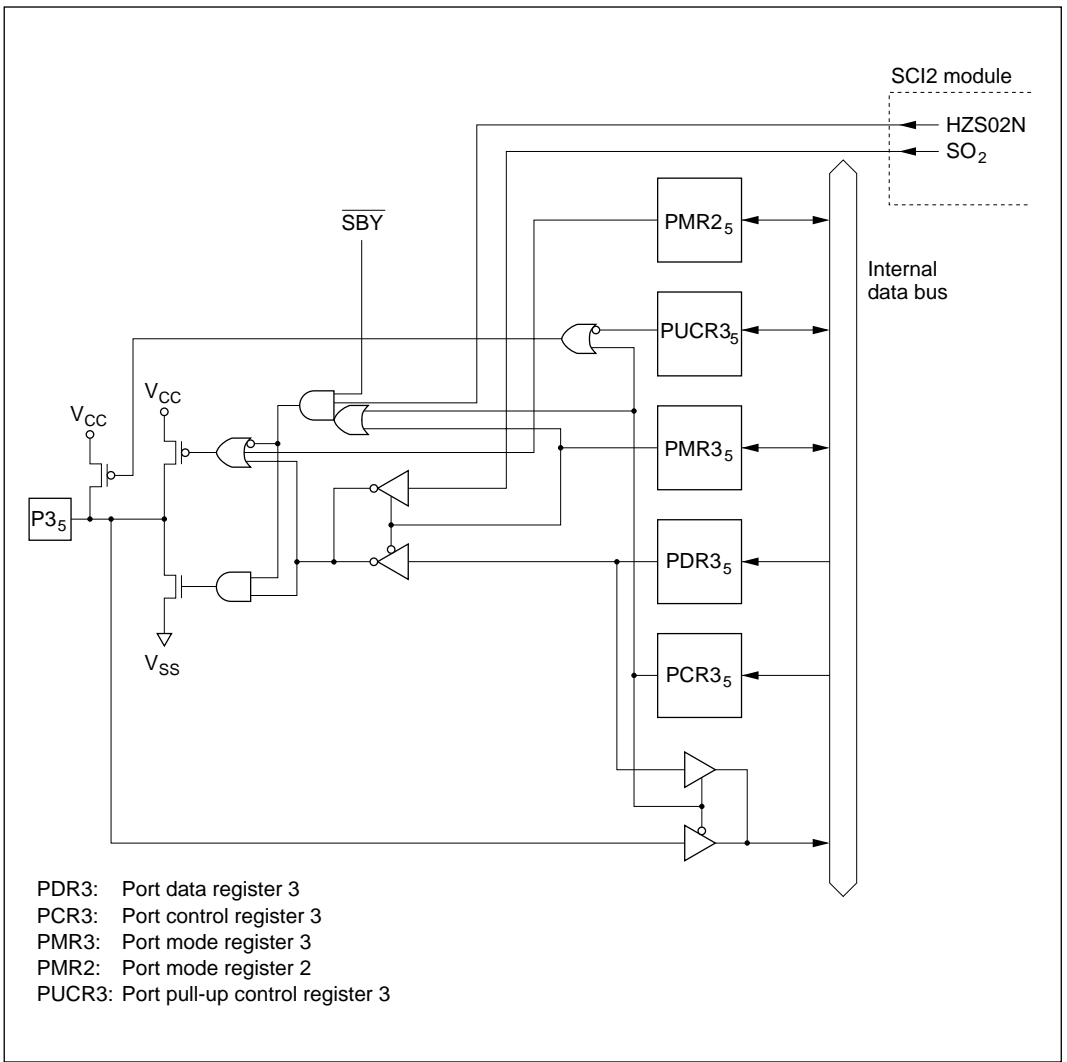 SCI2 module
HZS02N
SO2
PMR25
SBY
Internal
data bus
PUCR35
VCC
VCC
PMR35
P35
PDR35
VSS
PCR35
PDR3: Port data register 3
PCR3: Port control register 3
PMR3: Port mode register 3
PMR2: Port mode register 2
PUCR3: Port pull-up control register 3